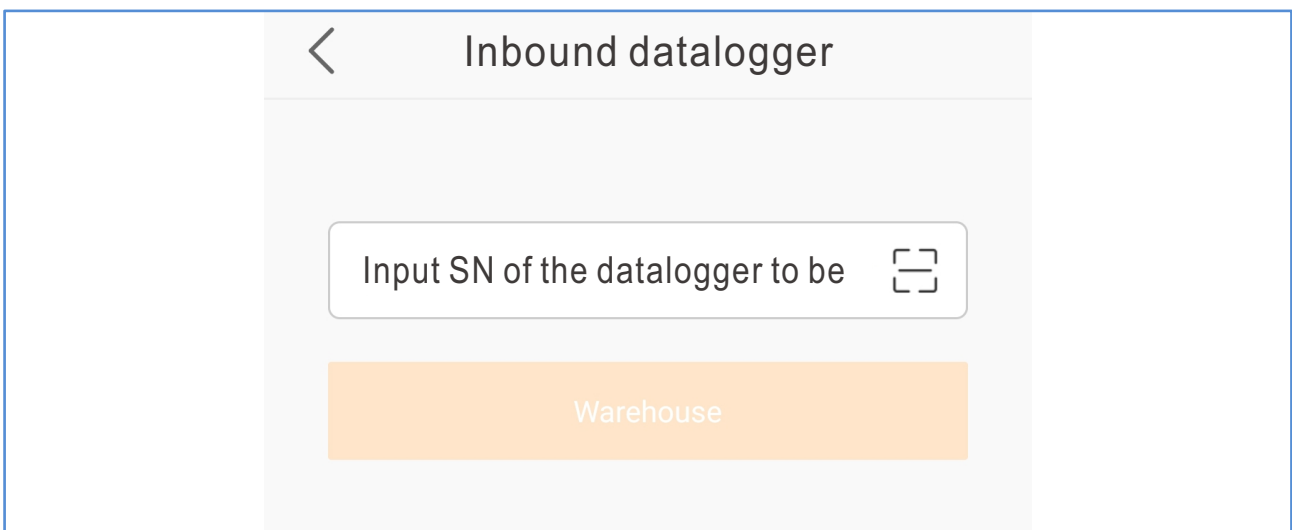 Inbound datalogger
Input SN of the datalogger to be
Warehouse